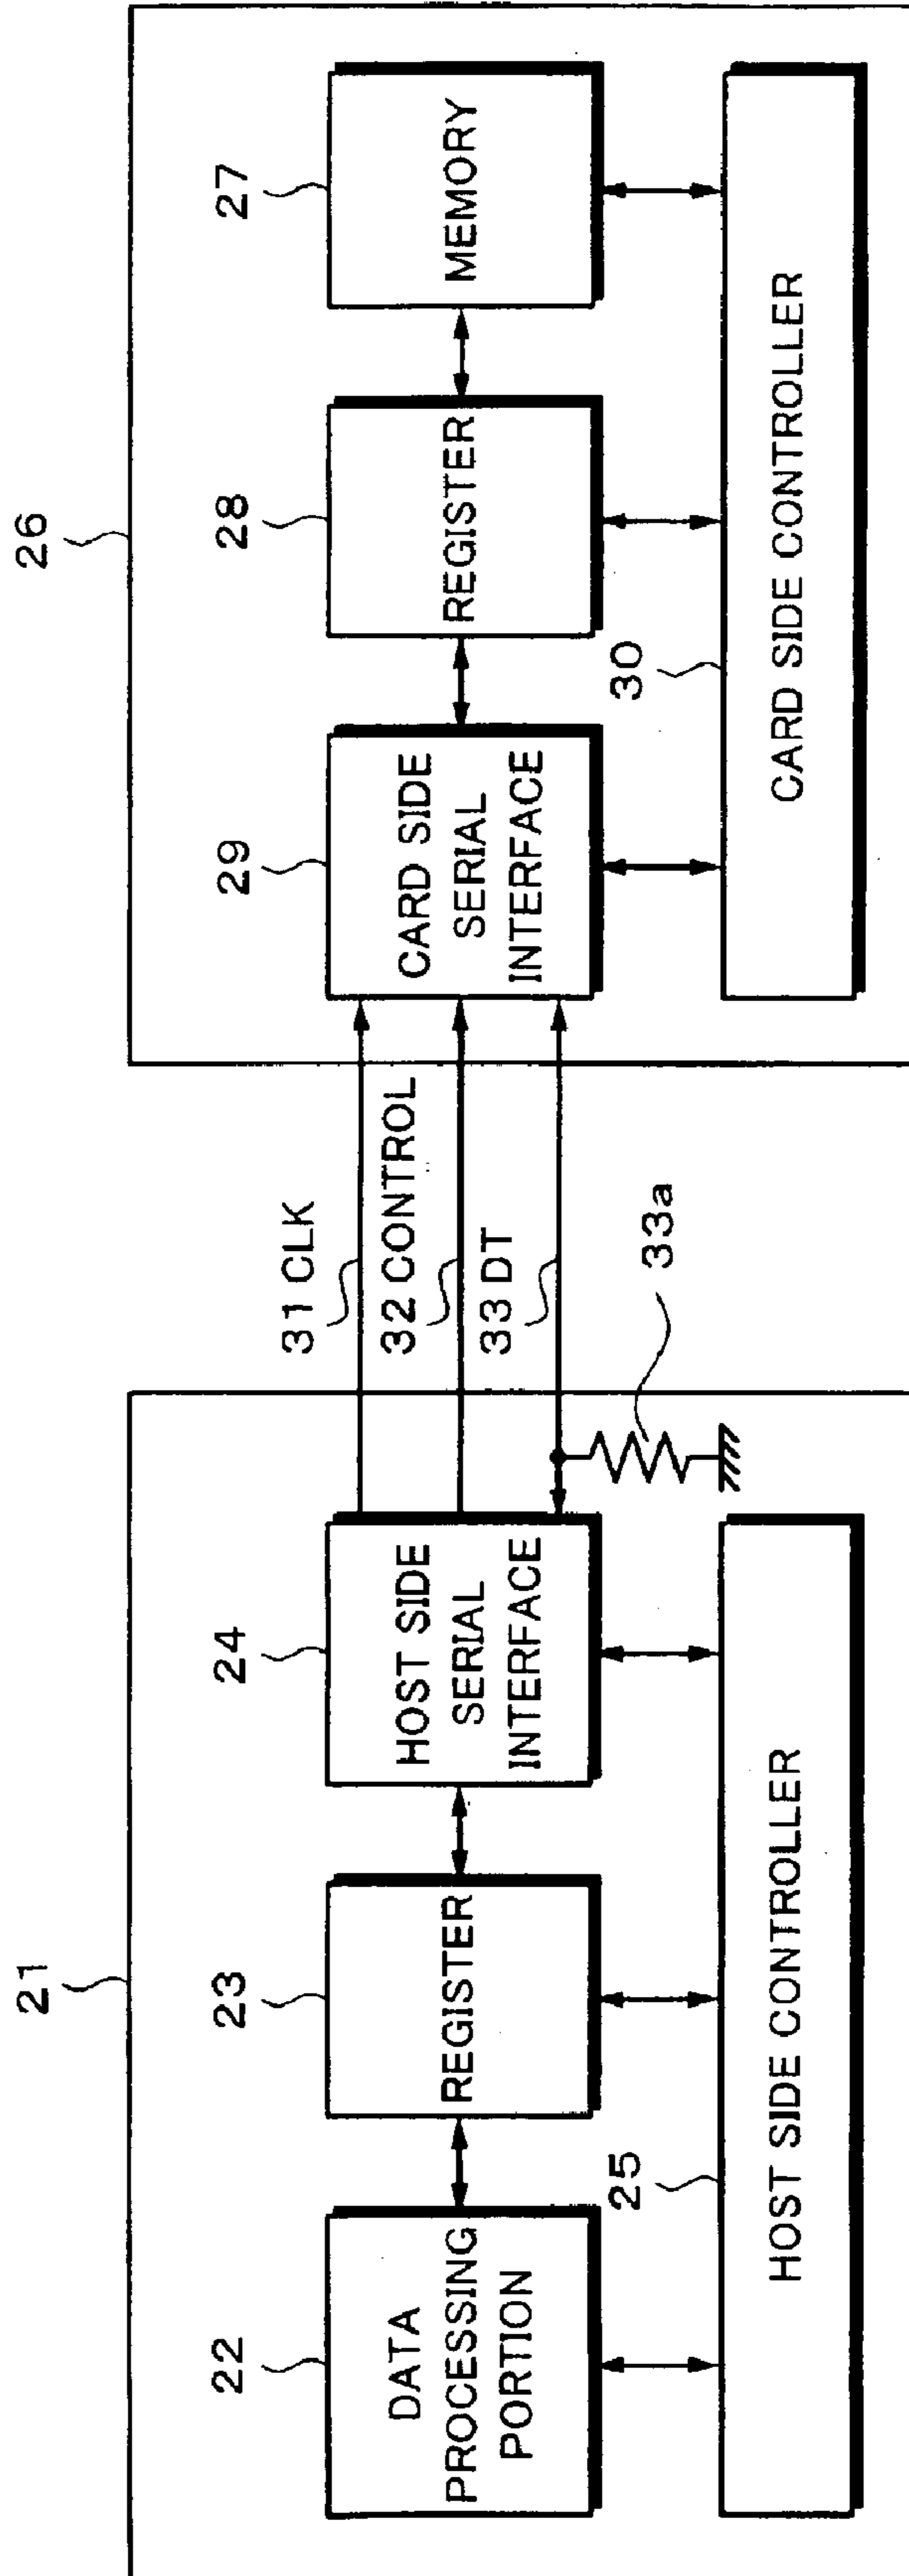 21
26
22
23
24
29
28
27
DATA
PROCESSING
PORTION
REGISTER
HOST SIDE
SERIAL
INTERFACE
31 CLK
32 CONTROL
33 DT
33a
CARD SIDE
SERIAL
INTERFACE
REGISTER
MEMORY
25
HOST SIDE CONTROLLER
30
CARD SIDE CONTROLLER